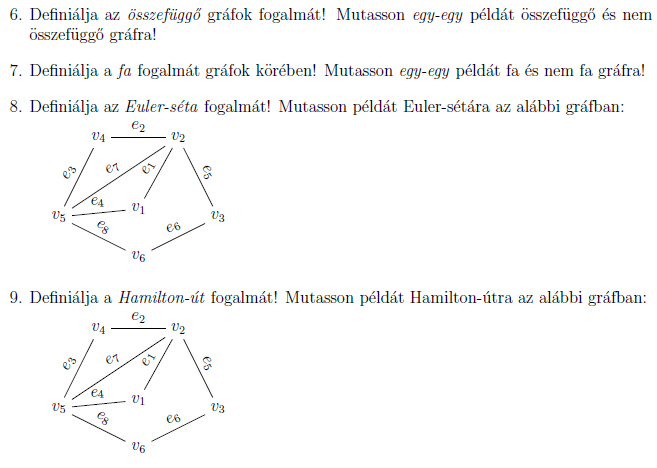 6. Definiálja az összefüggő gráfok fogalmát! Mutasson egy-egy példát összefüggő és nem
összefüggő gráfra!
7. Definiálja a fa fogalmát gráfok körében! Mutasson egy-egy példát fa és nem fa gráfra!
8. Definiálja az Euler-séta fogalmát! Mutasson példát Euler-sétára az alábbi gráfban:
e2
v4 v2
e3 e7 e1 e5
e4
v5 v1 v3
e8 e6
v6
9. Definiálja a Hamilton-út fogalmát! Mutasson példát Hamilton-útra az alábbi gráfban:
e2
v4 v2
e3 e7 e1 e5
e4
v5 v1 v3
e8 e6
v6